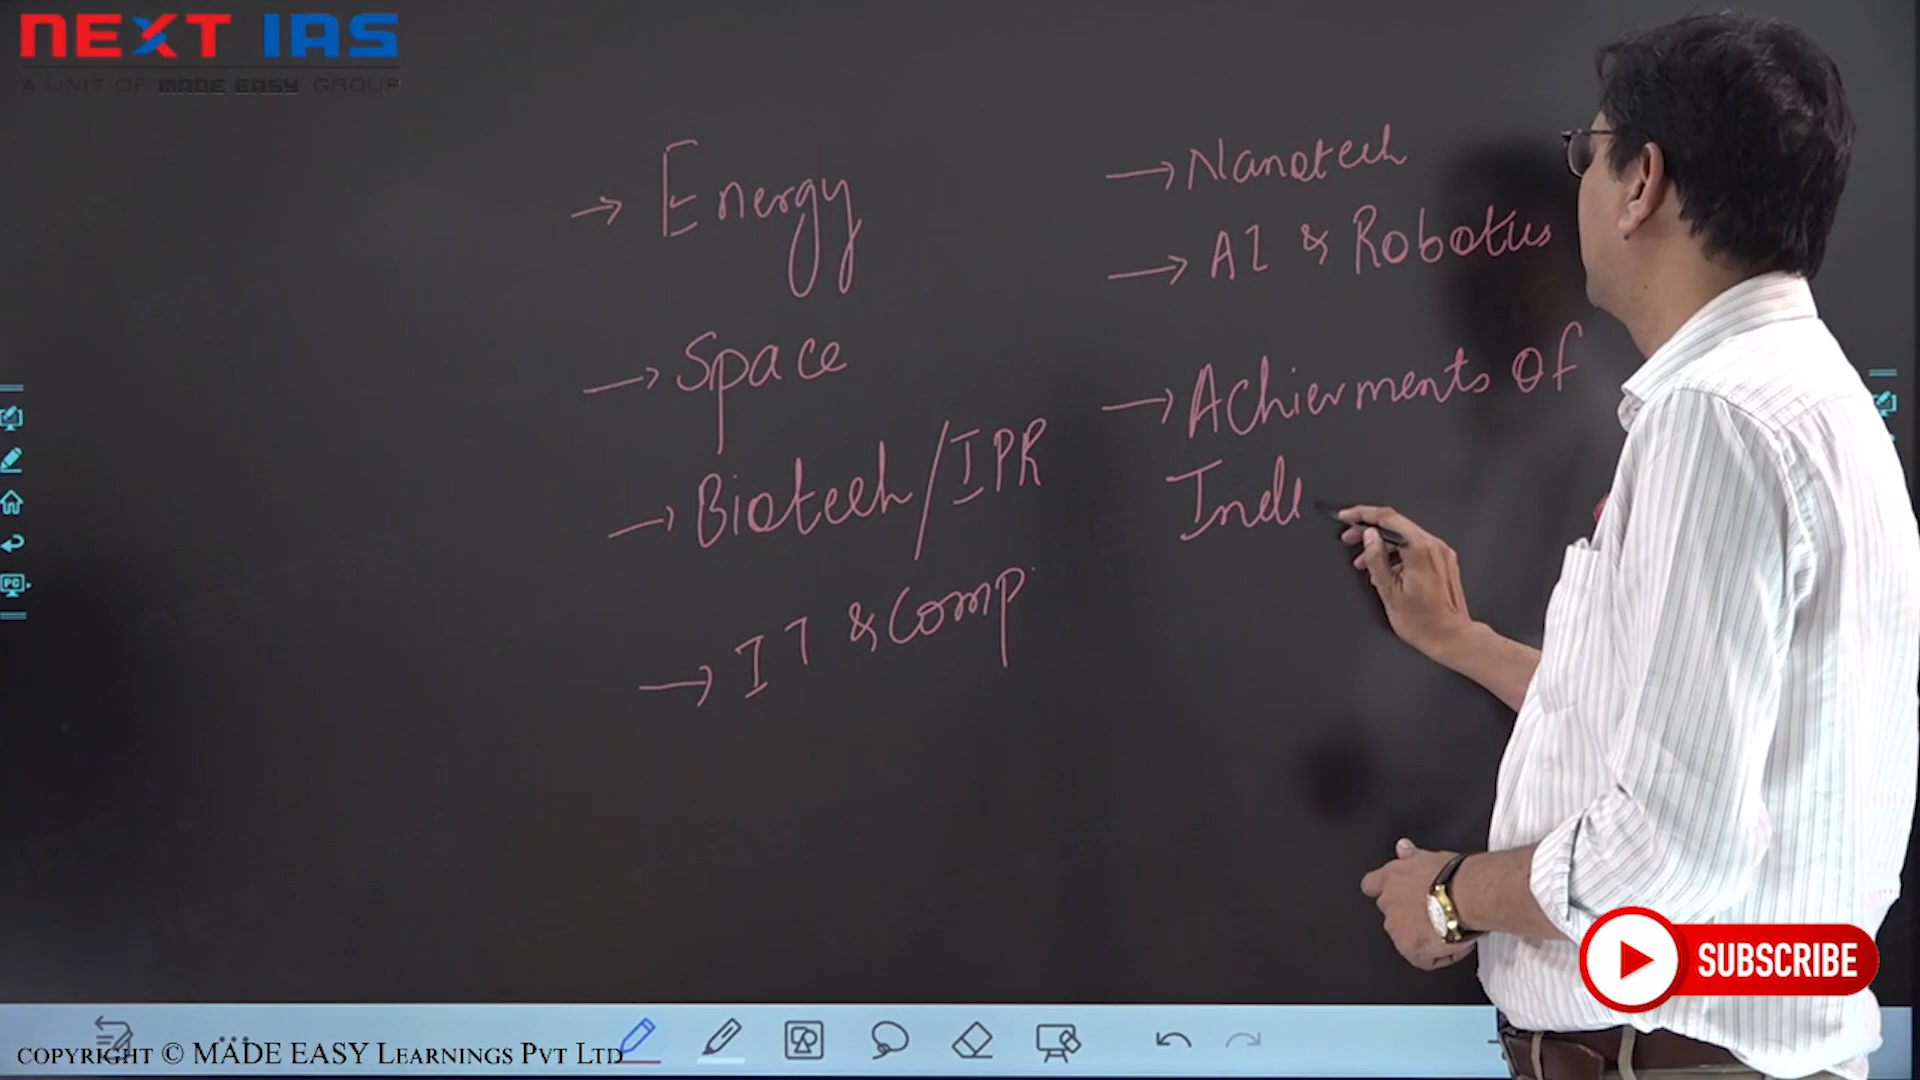 NEXT IAS
A UNIT OF MADE EASY GROUP
→ Energy
→ Space
→ Biotech/IPR
→ IT & Comp
→ Nanotech
→ AI & Robotics
→ Achievments of
Indi
PC
SUBSCRIBE
COPYRIGHT © MADE EASY LEARNINGS PVT LTD